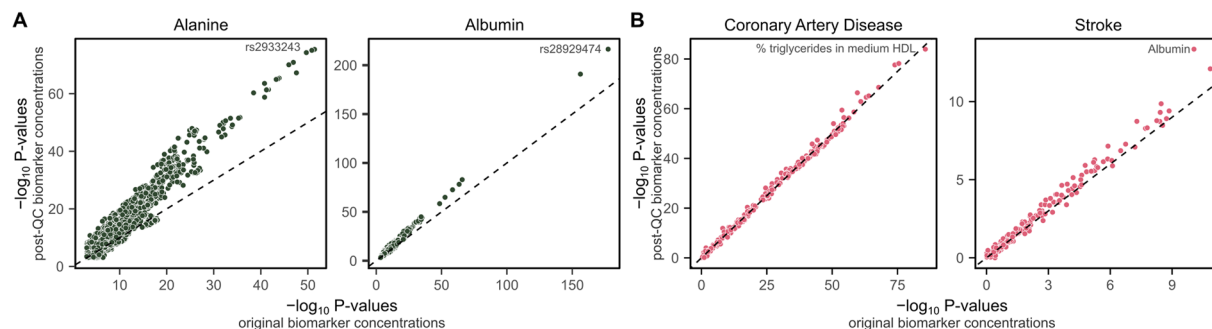 A
Alanine
−log₁₀ P-values
post-QC biomarker concentrations
80
60
40
20
0
rs2933243
10 20 30 40 50
Albumin
200
150
100
50
0
rs28929474
0 50 100 150
−log₁₀ P-values
original biomarker concentrations
B
Coronary Artery Disease
−log₁₀ P-values
post-QC biomarker concentrations
80
60
40
20
0
% triglycerides in medium HDL
0 25 50 75
Stroke
10
5
0
Albumin
0 3 6 9
−log₁₀ P-values
original biomarker concentrations